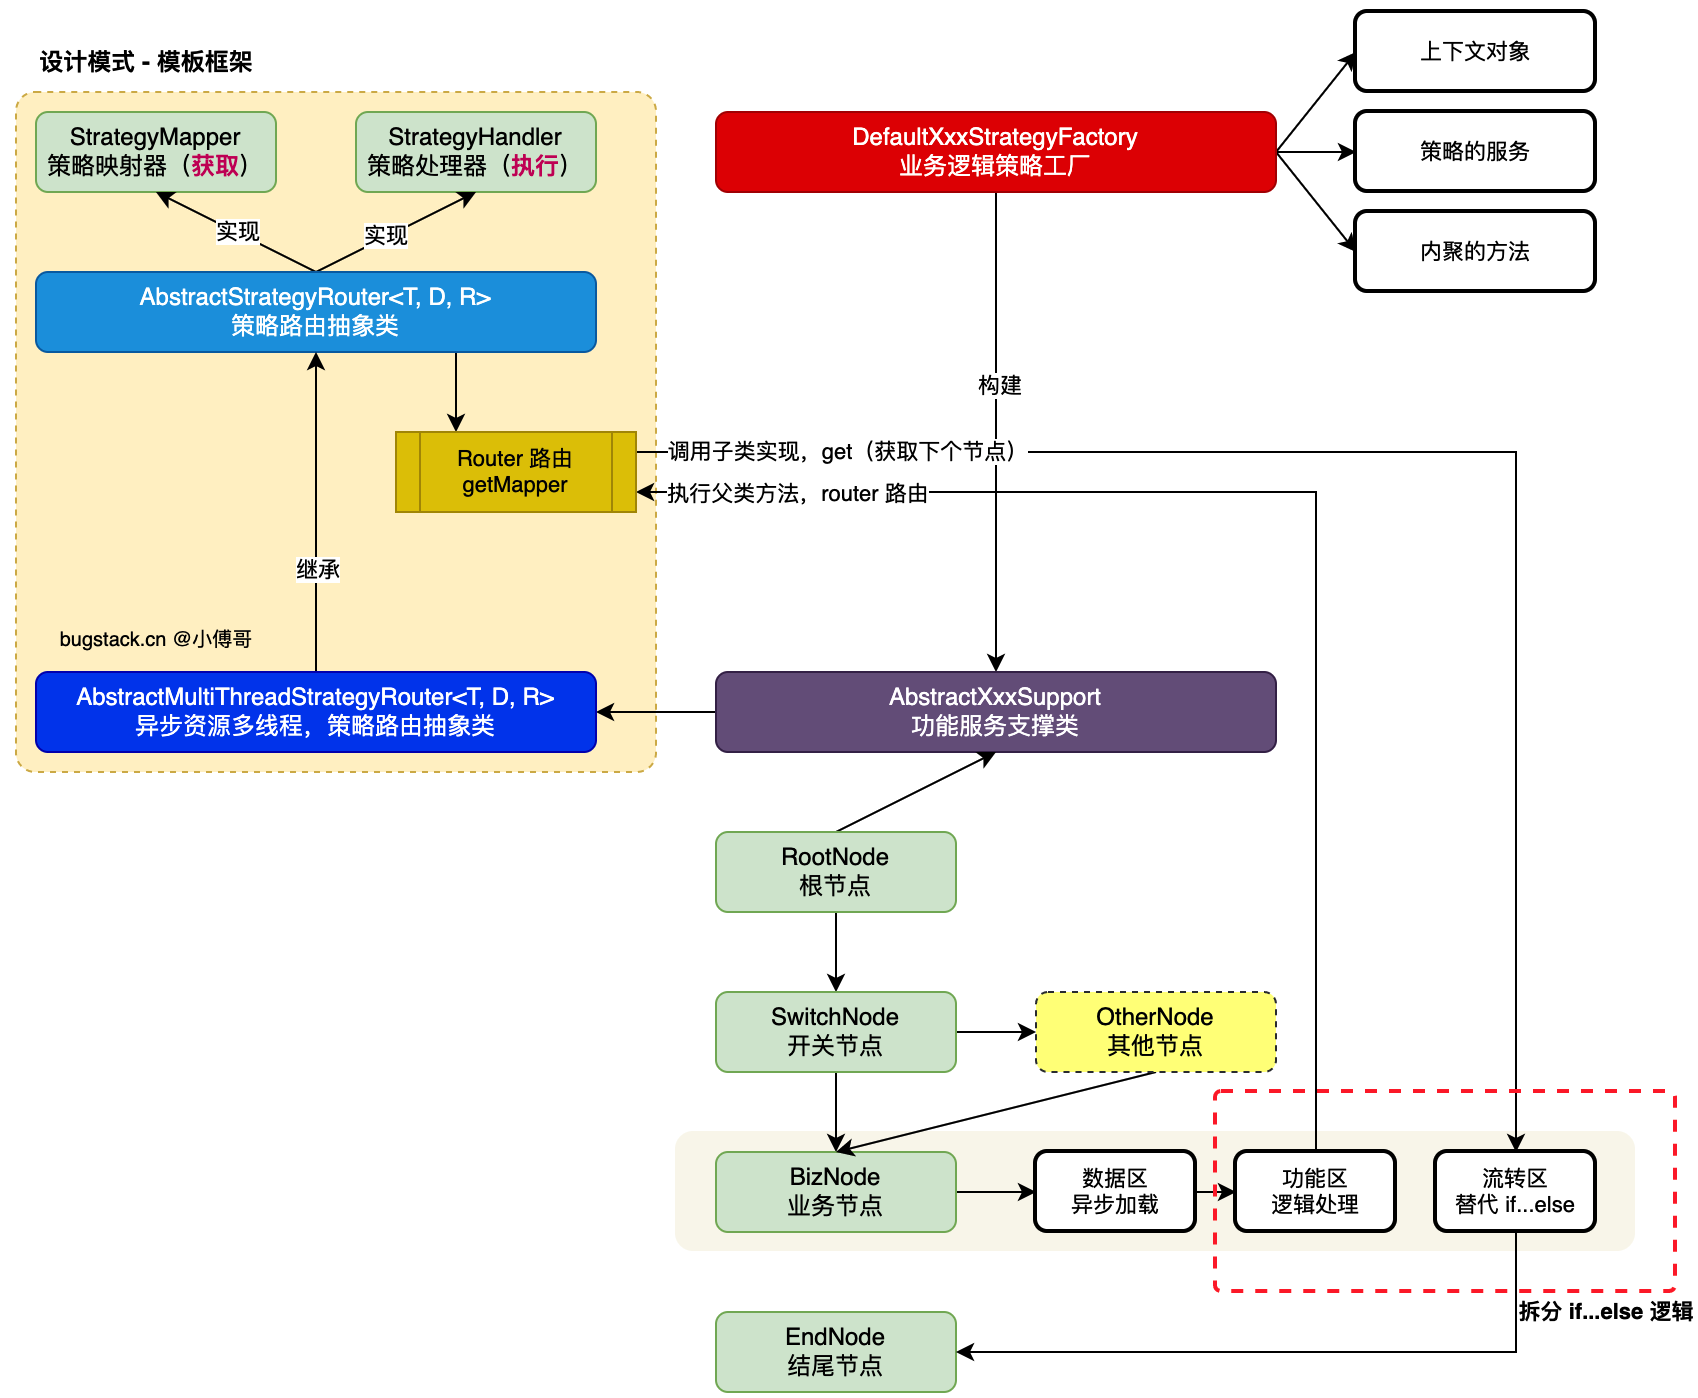 设计模式 - 模板框架
StrategyMapper
策略映射器（获取）
StrategyHandler
策略处理器（执行）
实现
实现
AbstractStrategyRouter<T, D, R>
策略路由抽象类
Router 路由
getMapper
继承
bugstack.cn @小傅哥
AbstractMultiThreadStrategyRouter<T, D, R>
异步资源多线程，策略路由抽象类
DefaultXxxStrategyFactory
业务逻辑策略工厂
上下文对象
策略的服务
内聚的方法
构建
调用子类实现，get（获取下个节点）
执行父类方法，router 路由
AbstractXxxSupport
功能服务支撑类
RootNode
根节点
SwitchNode
开关节点
OtherNode
其他节点
BizNode
业务节点
数据区
异步加载
功能区
逻辑处理
流转区
替代 if...else
拆分 if...else 逻辑
EndNode
结尾节点